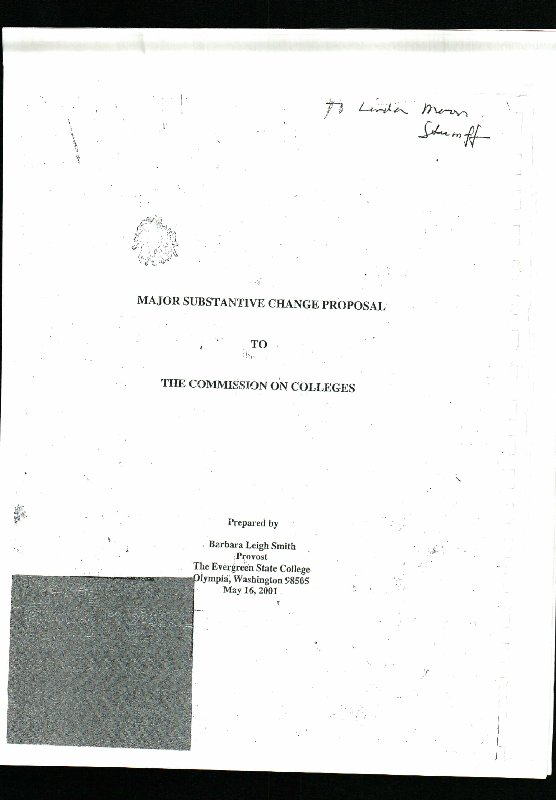 To Linda Moon
Stumpff
MAJOR SUBSTANTIVE CHANGE PROPOSAL
TO
THE COMMISSION ON COLLEGES
Prepared by
Barbara Leigh Smith
Provost
The Evergreen State College
Olympia, Washington 98505
May 16, 2001